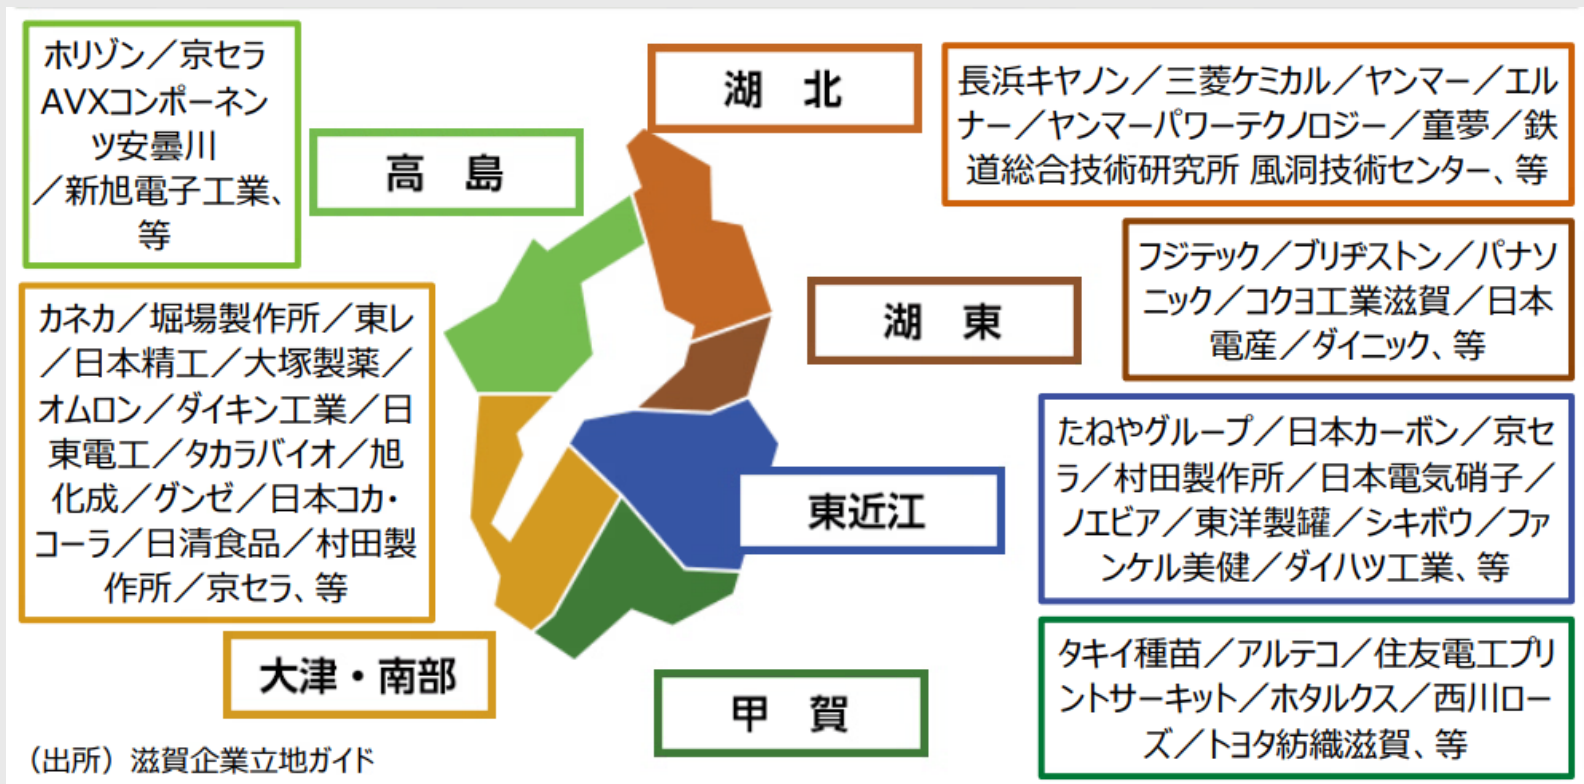 ホリゾン／京セラ
AVXコンポーネン
ツ安曇川
／新旭電子工業、
等
高　島
湖　北
長浜キヤノン／三菱ケミカル／ヤンマー／エル
ナー／ヤンマーパワーテクノロジー／童夢／鉄
道総合技術研究所 風洞技術センター、等
湖　東
フジテック／ブリヂストン／パナソ
ニック／コクヨ工業滋賀／日本
電産／ダイニック、等
カネカ／堀場製作所／東レ
／日本精工／大塚製薬／
オムロン／ダイキン工業／日
東電工／タカラバイオ／旭
化成／グンゼ／日本コカ・
コーラ／日清食品／村田製
作所／京セラ、等
大津・南部
東近江
たねやグループ／日本カーボン／京セ
ラ／村田製作所／日本電気硝子／
ノエビア／東洋製罐／シキボウ／ファ
ンケル美健／ダイハツ工業、等
甲　賀
タキイ種苗／アルテコ／住友電工プリ
ントサーキット／ホタルクス／西川ロー
ズ／トヨタ紡織滋賀、等
（出所）滋賀企業立地ガイド